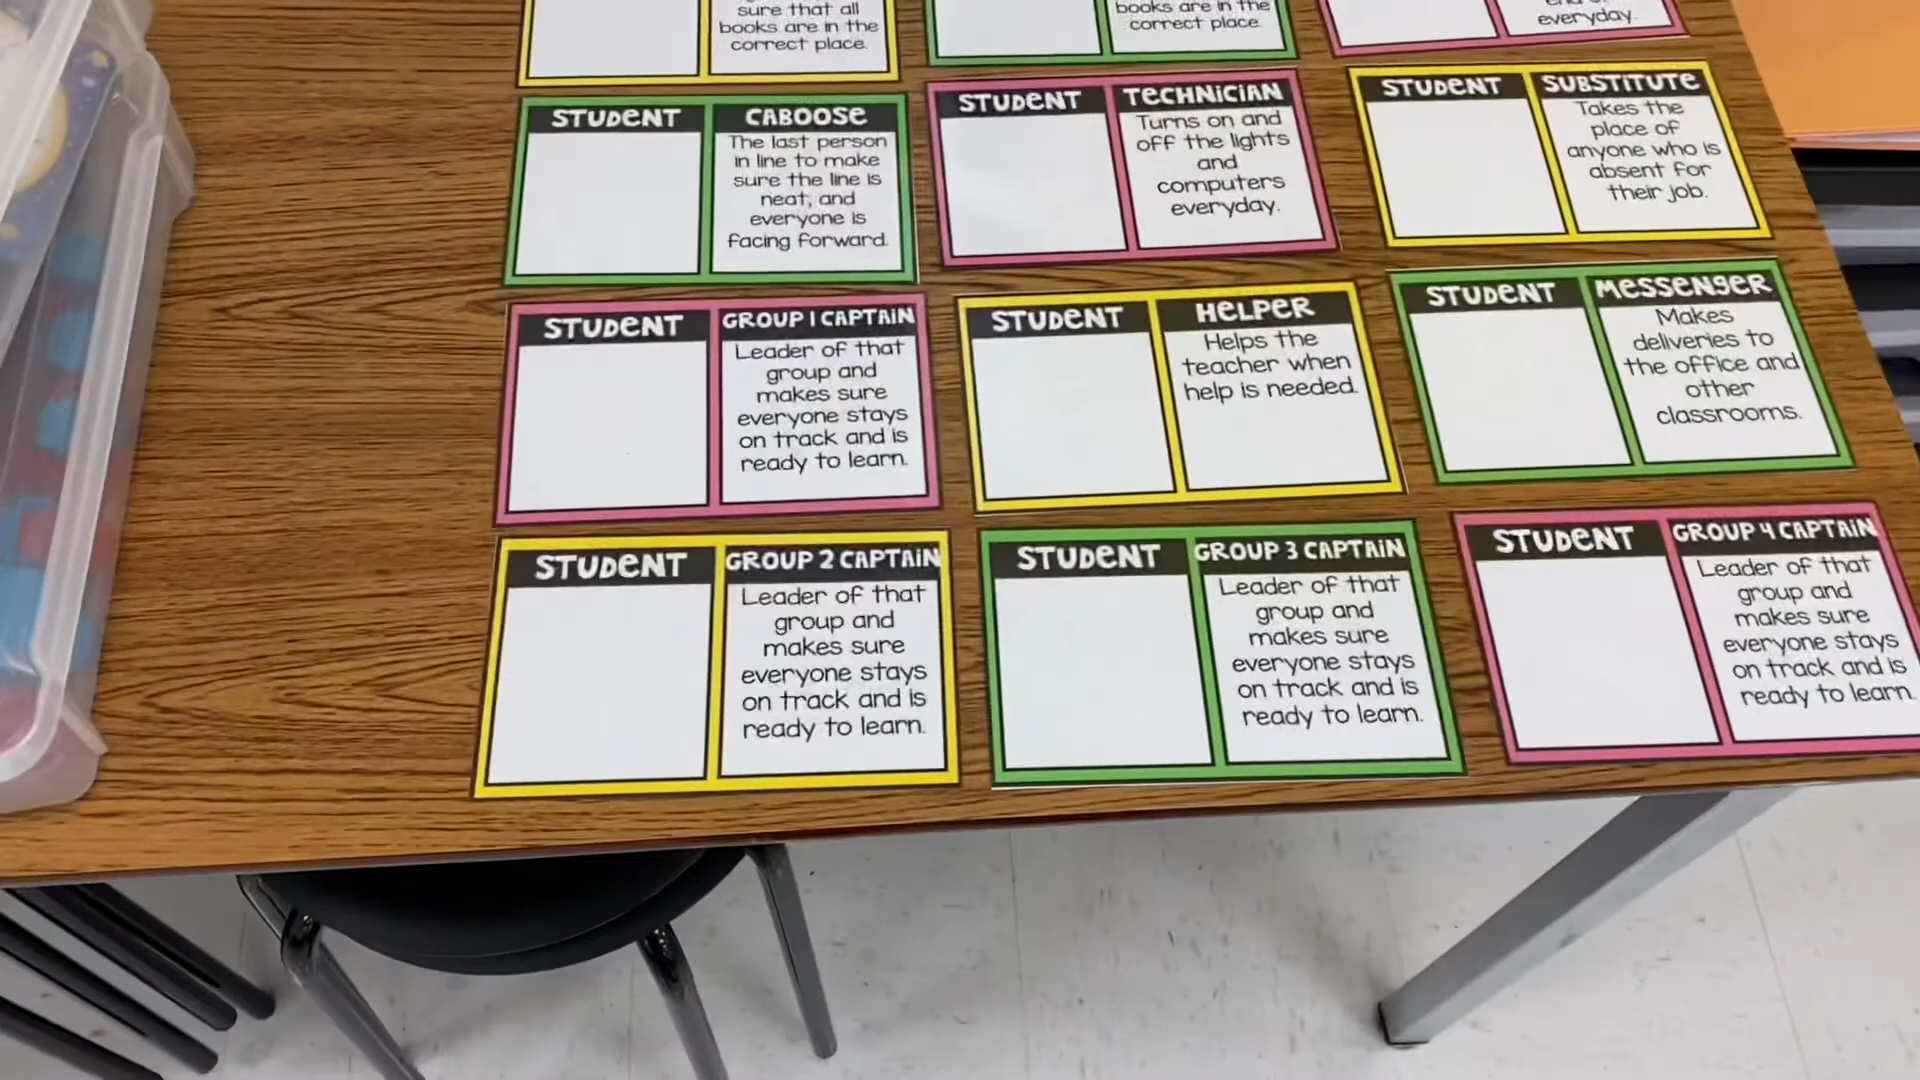 sure that all
books are in the
correct place.
books are in the
correct place.
everyday.
STUDENT
CABOOSE
The last person
in line to make
sure the line is
neat, and
everyone is
facing forward.
STUDENT
TECHNICIAN
Turns on and
off the lights
and
computers
everyday.
STUDENT
SUBSTITUTE
Takes the
place of
anyone who is
absent for
their job.
STUDENT
GROUP 1 CAPTAIN
Leader of that
group and
makes sure
everyone stays
on track and is
ready to learn.
STUDENT
HELPER
Helps the
teacher when
help is needed.
STUDENT
MESSENGER
Makes
deliveries to
the office and
other
classrooms.
STUDENT
GROUP 2 CAPTAIN
Leader of that
group and
makes sure
everyone stays
on track and is
ready to learn.
STUDENT
GROUP 3 CAPTAIN
Leader of that
group and
makes sure
everyone stays
on track and is
ready to learn.
STUDENT
GROUP 4 CAPTAIN
Leader of that
group and
makes sure
everyone stays
on track and is
ready to learn.